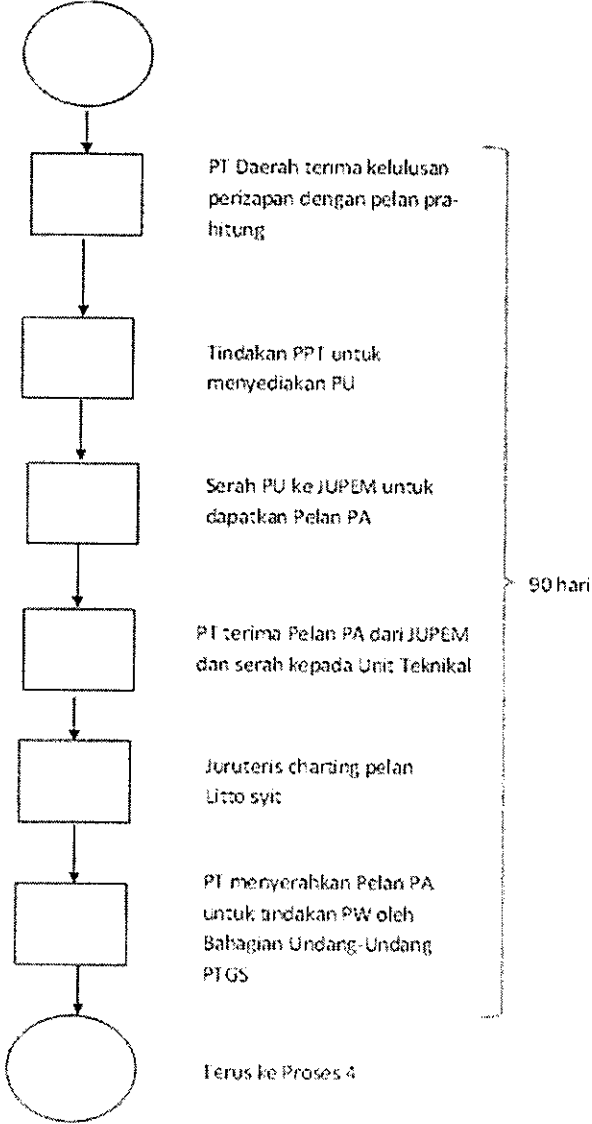 PT Daerah terima kelulusan
perizapan dengan pelan pra-
hitung
Tindakan PPT untuk
menyediakan PU
Serah PU ke JUPEM untuk
dapatkan Pelan PA
90 hari
PT terima Pelan PA dari JUPEM
dan serah kepada Unit Teknikal
Juruteris charting pelan
Litto syit
PT menyerahkan Pelan PA
untuk tindakan PW oleh
Bahagian Undang-Undang
PTGS
Terus ke Proses 4